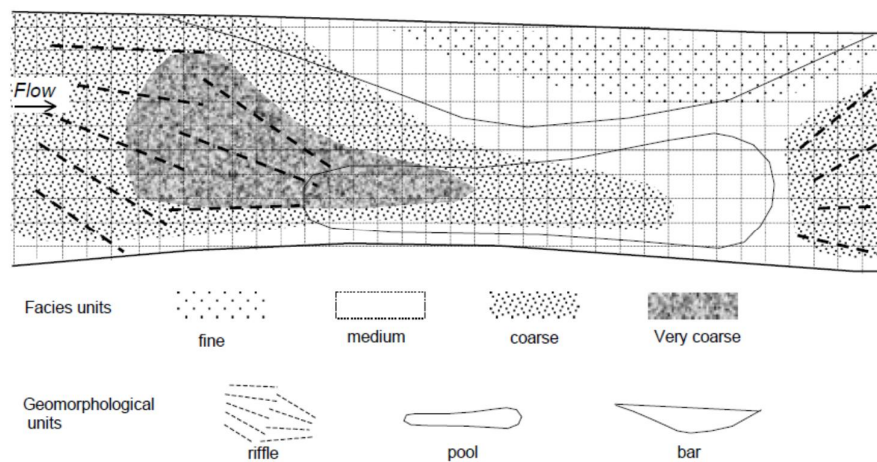 Flow
Facies units
fine
medium
coarse
Very coarse
Geomorphological
units
riffle
pool
bar